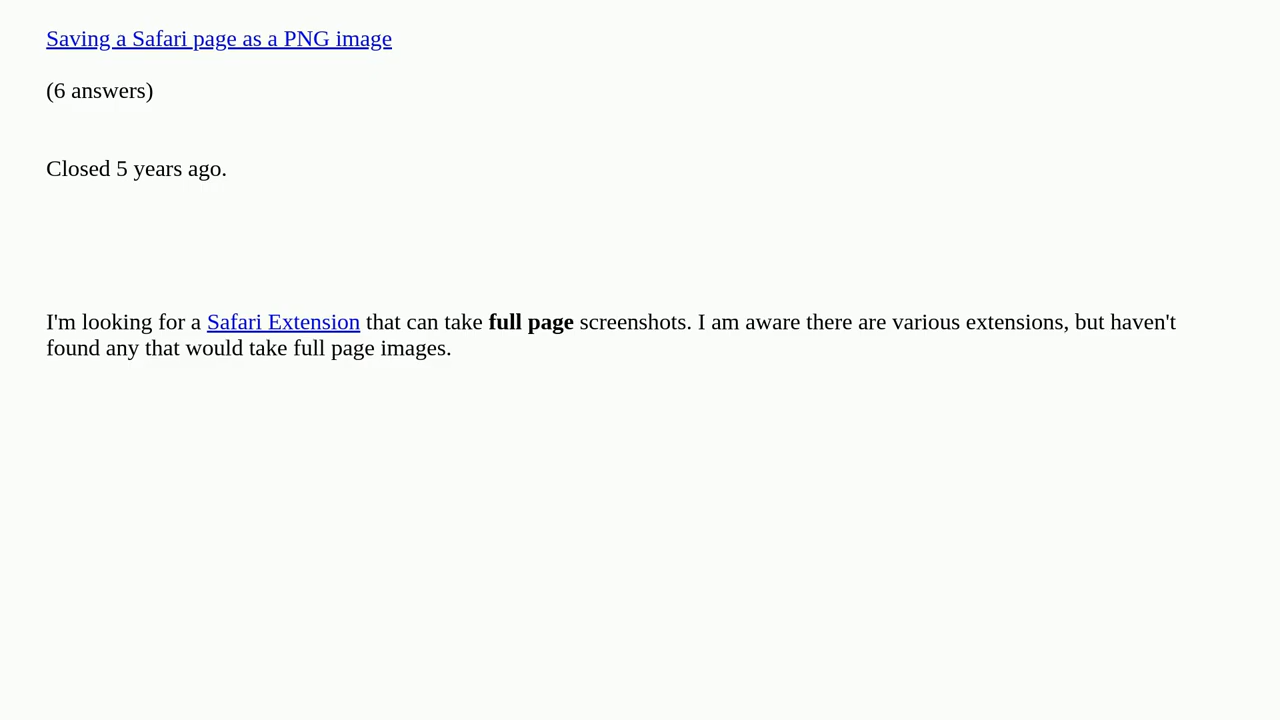 Saving a Safari page as a PNG image
(6 answers)
Closed 5 years ago.
I'm looking for a Safari Extension that can take full page screenshots. I am aware there are various extensions, but haven't
found any that would take full page images.